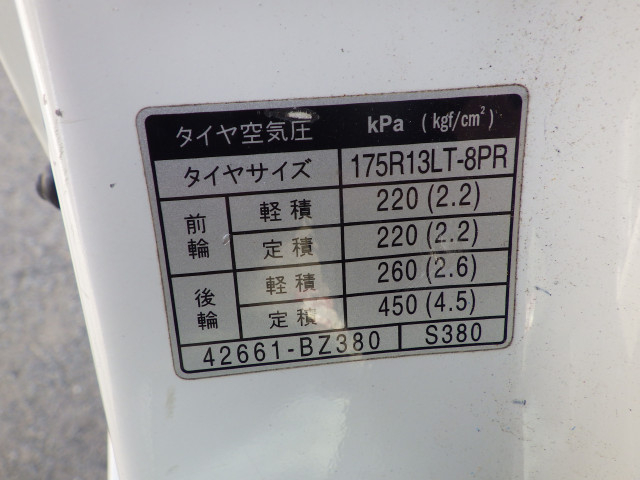 タイヤ空気圧 kPa (kgf/cm²)
タイヤサイズ 175R13LT-8PR
前輪 軽積 220 (2.2)
定積 220 (2.2)
後輪 軽積 260 (2.6)
定積 450 (4.5)
42661-BZ380 S380